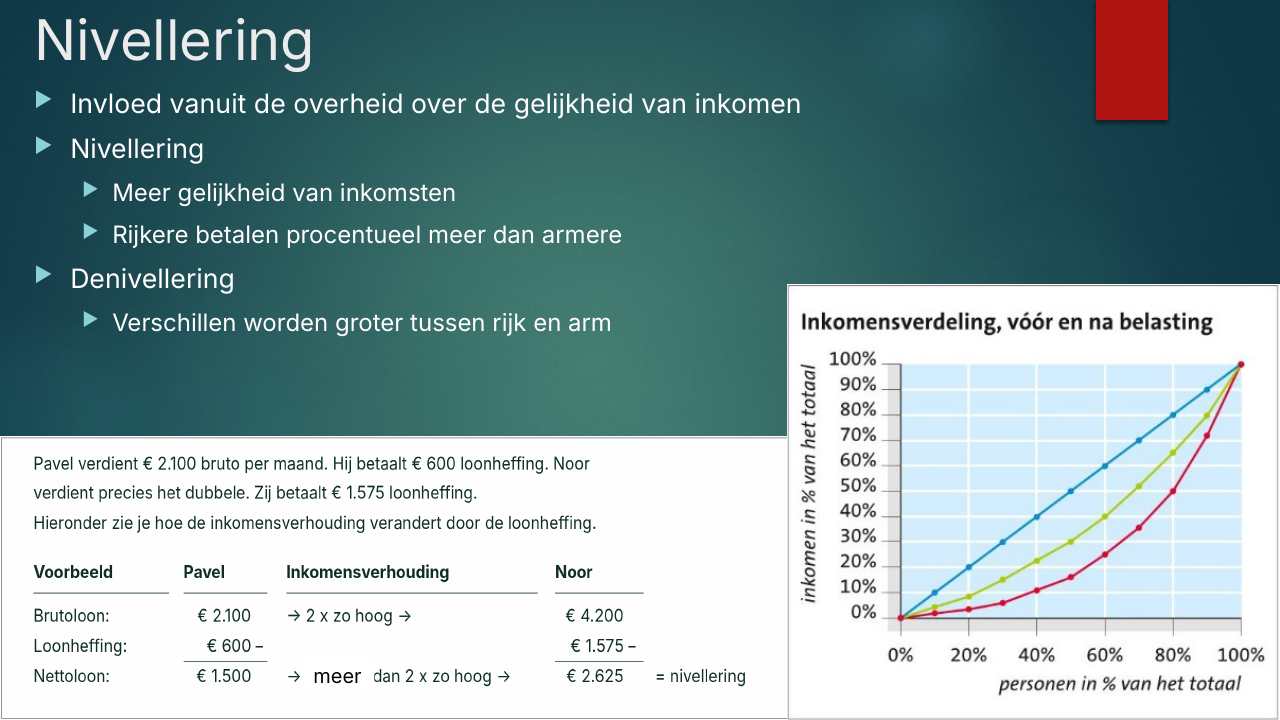 Nivellering
Invloed vanuit de overheid over de gelijkheid van inkomen
Nivellering
Meer gelijkheid van inkomsten
Rijkere betalen procentueel meer dan armere
Denivellering
Verschillen worden groter tussen rijk en arm
Pavel verdient € 2.100 bruto per maand. Hij betaalt € 600 loonheffing. Noor
verdient precies het dubbele. Zij betaalt € 1.575 loonheffing.
Hieronder zie je hoe de inkomensverhouding verandert door de loonheffing.
Voorbeeld Pavel Inkomensverhouding Noor
Brutoloon: € 2.100 → 2 x zo hoog → € 4.200
Loonheffing: € 600 – € 1.575 –
Nettoloon: € 1.500 → meer dan 2 x zo hoog → € 2.625 = nivellering
Inkomensverdeling, vóór en na belasting
inkomen in % van het totaal
100%
90%
80%
70%
60%
50%
40%
30%
20%
10%
0%
0% 20% 40% 60% 80% 100%
personen in % van het totaal